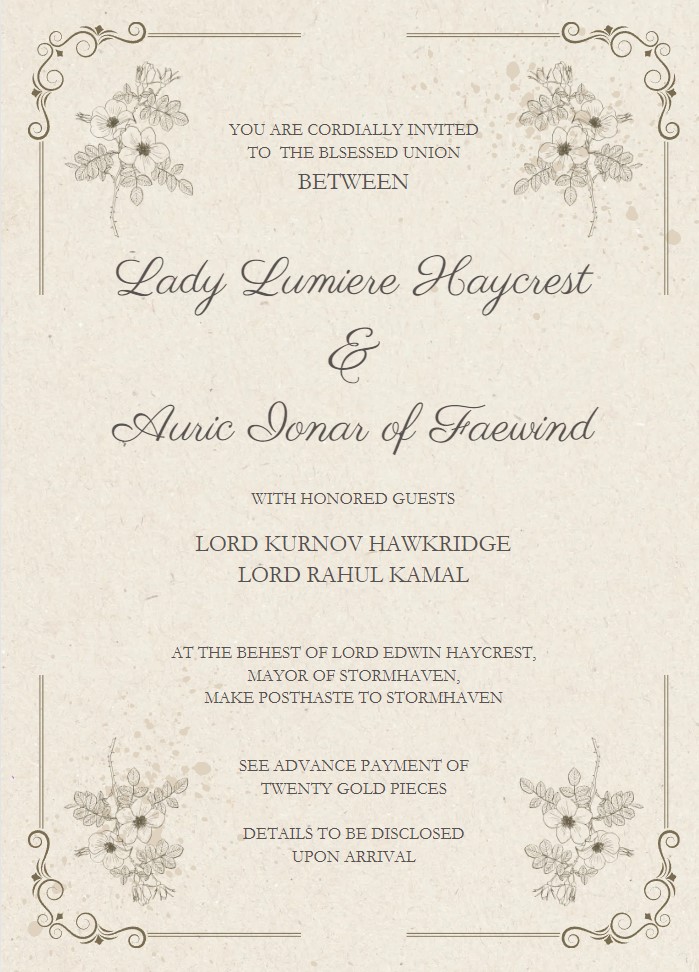 YOU ARE CORDIALLY INVITED
TO THE BLSESSED UNION
BETWEEN
Lady Lumiere Haycrest
&
Auric Ionar of Faewind
WITH HONORED GUESTS
LORD KURNOV HAWKRIDGE
LORD RAHUL KAMAL
AT THE BEHEST OF LORD EDWIN HAYCREST,
MAYOR OF STORMHAVEN,
MAKE POSTHASTE TO STORMHAVEN
SEE ADVANCE PAYMENT OF
TWENTY GOLD PIECES
DETAILS TO BE DISCLOSED
UPON ARRIVAL